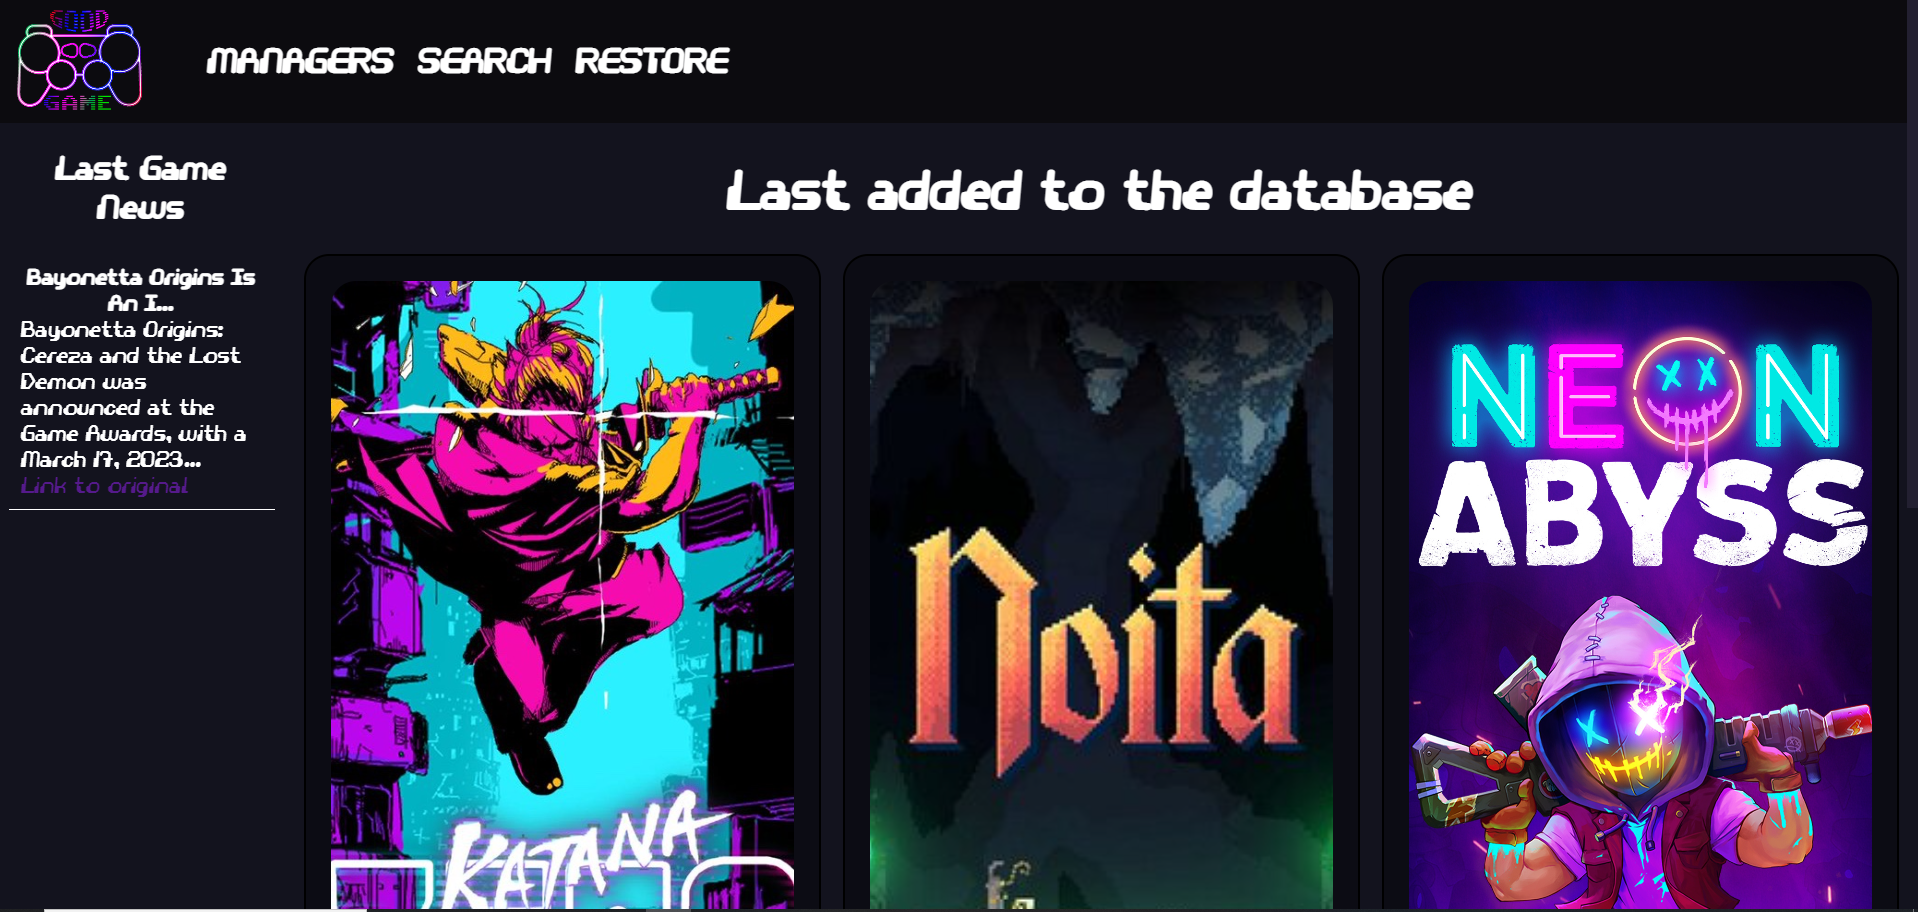 GOOD
GAME
MANAGERS SEARCH RESTORE
Last Game
News
Bayonetta Origins Is
An I...
Bayonetta Origins:
Cereza and the Lost
Demon was
announced at the
Game Awards, with a
March 17, 2023...
Link to original
Last added to the database
KATANA
Noita
NEON
ABYSS